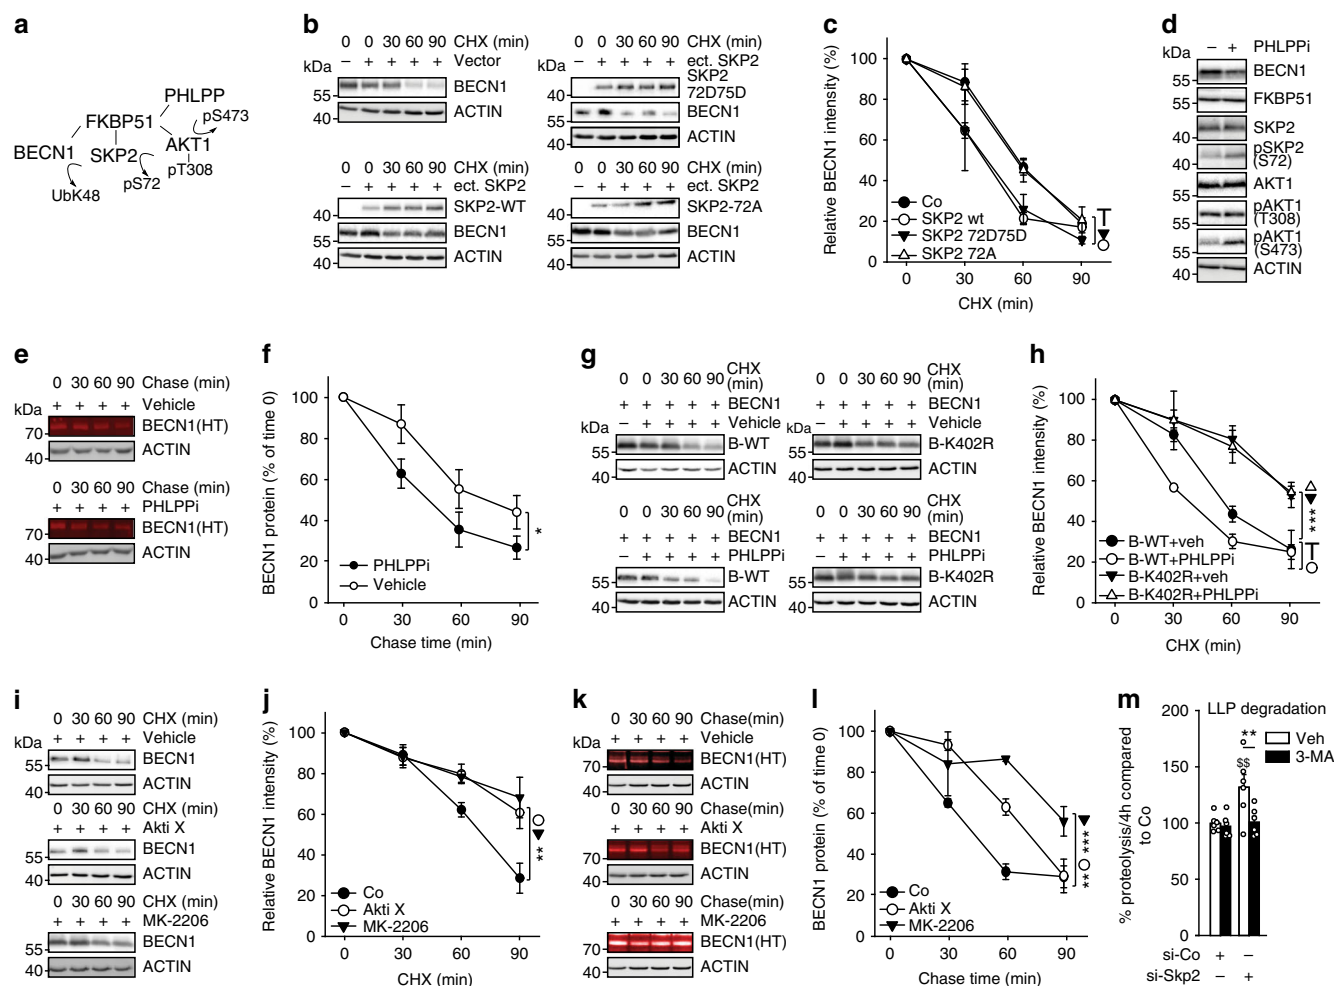 a
PHLPP
pS473
FKBP51
AKT1
BECN1
SKP2
pT308
pS72
UbK48
b
0 0 30 60 90 CHX (min)
– + + + + Vector
kDa
55
BECN1
40
ACTIN
0 0 30 60 90 CHX (min)
– + + + + ect. SKP2
kDa
SKP2
72D75D
40
BECN1
55
ACTIN
40
0 0 30 60 90 CHX (min)
– + + + + ect. SKP2
40
SKP2-WT
BECN1
55
ACTIN
40
0 0 30 60 90 CHX (min)
– + + + + ect. SKP2
40
SKP2-72A
BECN1
55
ACTIN
40
c
Relative BECN1 intensity (%)
100
80
60
40
20
0
Co
SKP2 wt
SKP2 72D75D
SKP2 72A
0 30 60 90
CHX (min)
d
– + PHLPPi
kDa
BECN1
55
FKBP51
55
SKP2
40
pSKP2
(S72)
40
AKT1
55
pAKT1
(T308)
55
pAKT1
(S473)
55
ACTIN
40
e
0 30 60 90 Chase (min)
+ + + + Vehicle
kDa
70
BECN1(HT)
40
ACTIN
0 30 60 90 Chase (min)
+ + + + PHLPPi
70
BECN1(HT)
40
ACTIN
f
BECN1 protein (% of time 0)
100
80
60
40
20
0
*
PHLPPi
Vehicle
0 30 60 90
Chase time (min)
g
CHX
(min)
0 0 30 60 90
+ + + + + BECN1
– + + + + Vehicle
kDa
55
B-WT
40
ACTIN
CHX
(min)
0 0 30 60 90
+ + + + + BECN1
– + + + + Vehicle
kDa
55
B-K402R
40
ACTIN
CHX
(min)
0 0 30 60 90
+ + + + + BECN1
– + + + + PHLPPi
55
B-WT
40
ACTIN
CHX
(min)
0 0 30 60 90
+ + + + + BECN1
– + + + + PHLPPi
55
B-K402R
40
ACTIN
h
Relative BECN1 intensity (%)
100
80
60
40
20
0
***
B-WT+veh
B-WT+PHLPPi
B-K402R+veh
B-K402R+PHLPPi
0 30 60 90
CHX (min)
i
0 30 60 90 CHX (min)
+ + + + Vehicle
kDa
55
BECN1
40
ACTIN
0 30 60 90 CHX (min)
+ + + + Akti X
55
BECN1
40
ACTIN
0 30 60 90 CHX (min)
+ + + + MK-2206
55
BECN1
40
ACTIN
j
Relative BECN1 intensity (%)
100
80
60
40
20
0
**
Co
Akti X
MK-2206
0 30 60 90
CHX (min)
k
0 30 60 90 Chase(min)
+ + + + Vehicle
kDa
70
BECN1(HT)
40
ACTIN
0 30 60 90 Chase(min)
+ + + + Akti X
70
BECN1(HT)
40
ACTIN
0 30 60 90 Chase(min)
+ + + + MK-2206
70
BECN1(HT)
40
ACTIN
l
BECN1 protein (% of time 0)
100
80
60
40
20
0
***
**
Co
Akti X
MK-2206
0 30 60 90
Chase time (min)
m
LLP degradation
% proteolysis/4h compared
to Co
200
150
100
50
0
**
$$
Veh
3-MA
si-Co + –
si-Skp2 – +